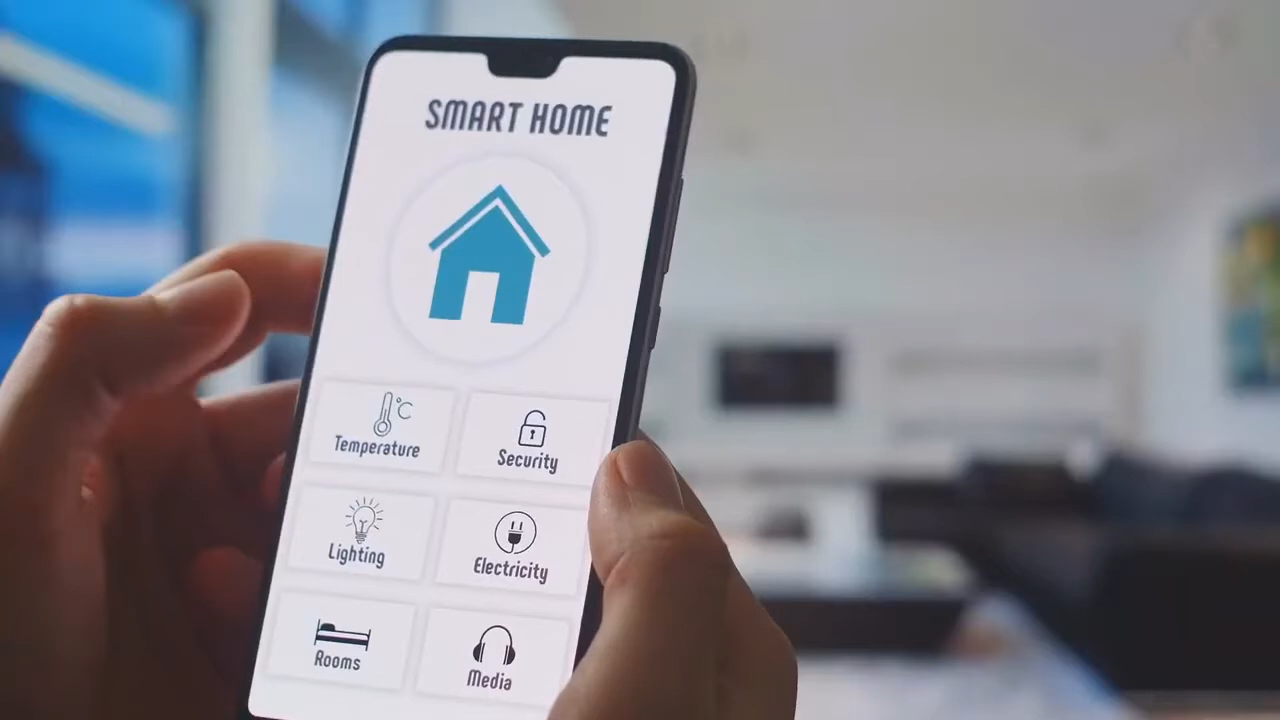 SMART HOME
°C
Temperature
Security
Lighting
Electricity
Rooms
Media